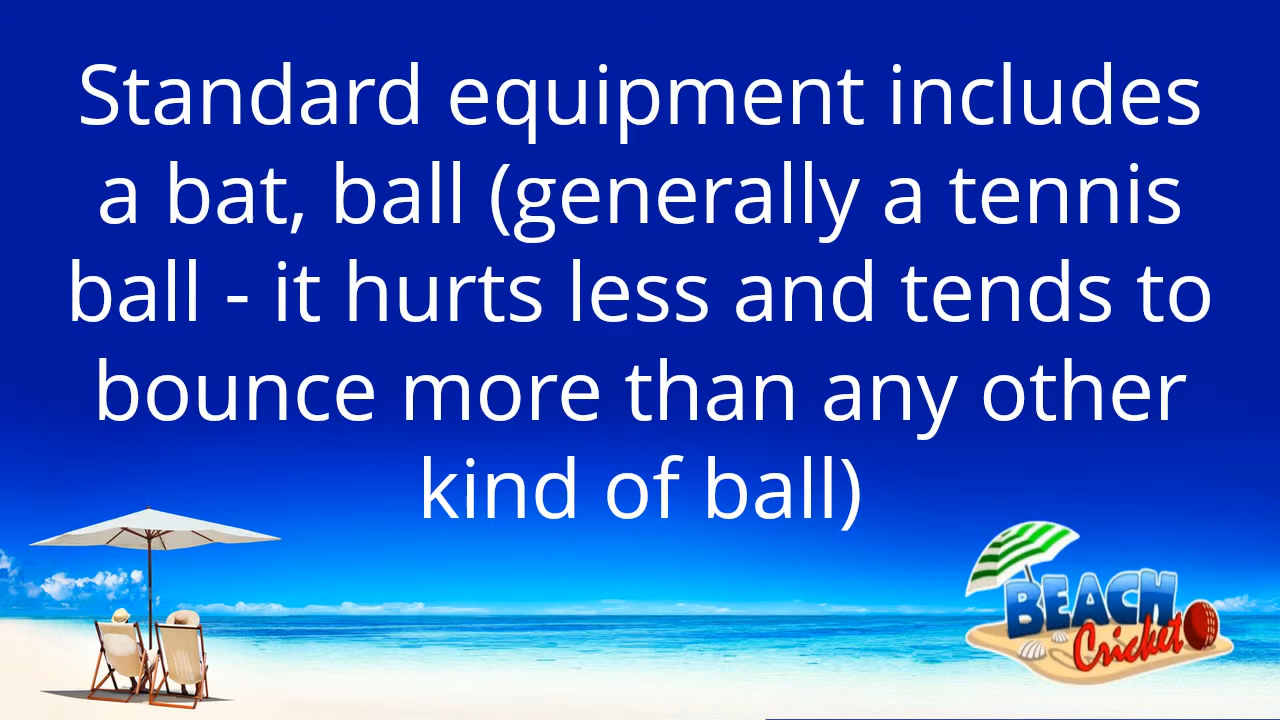 Standard equipment includes
a bat, ball (generally a tennis
ball - it hurts less and tends to
bounce more than any other
kind of ball)
BEACH
Cricket